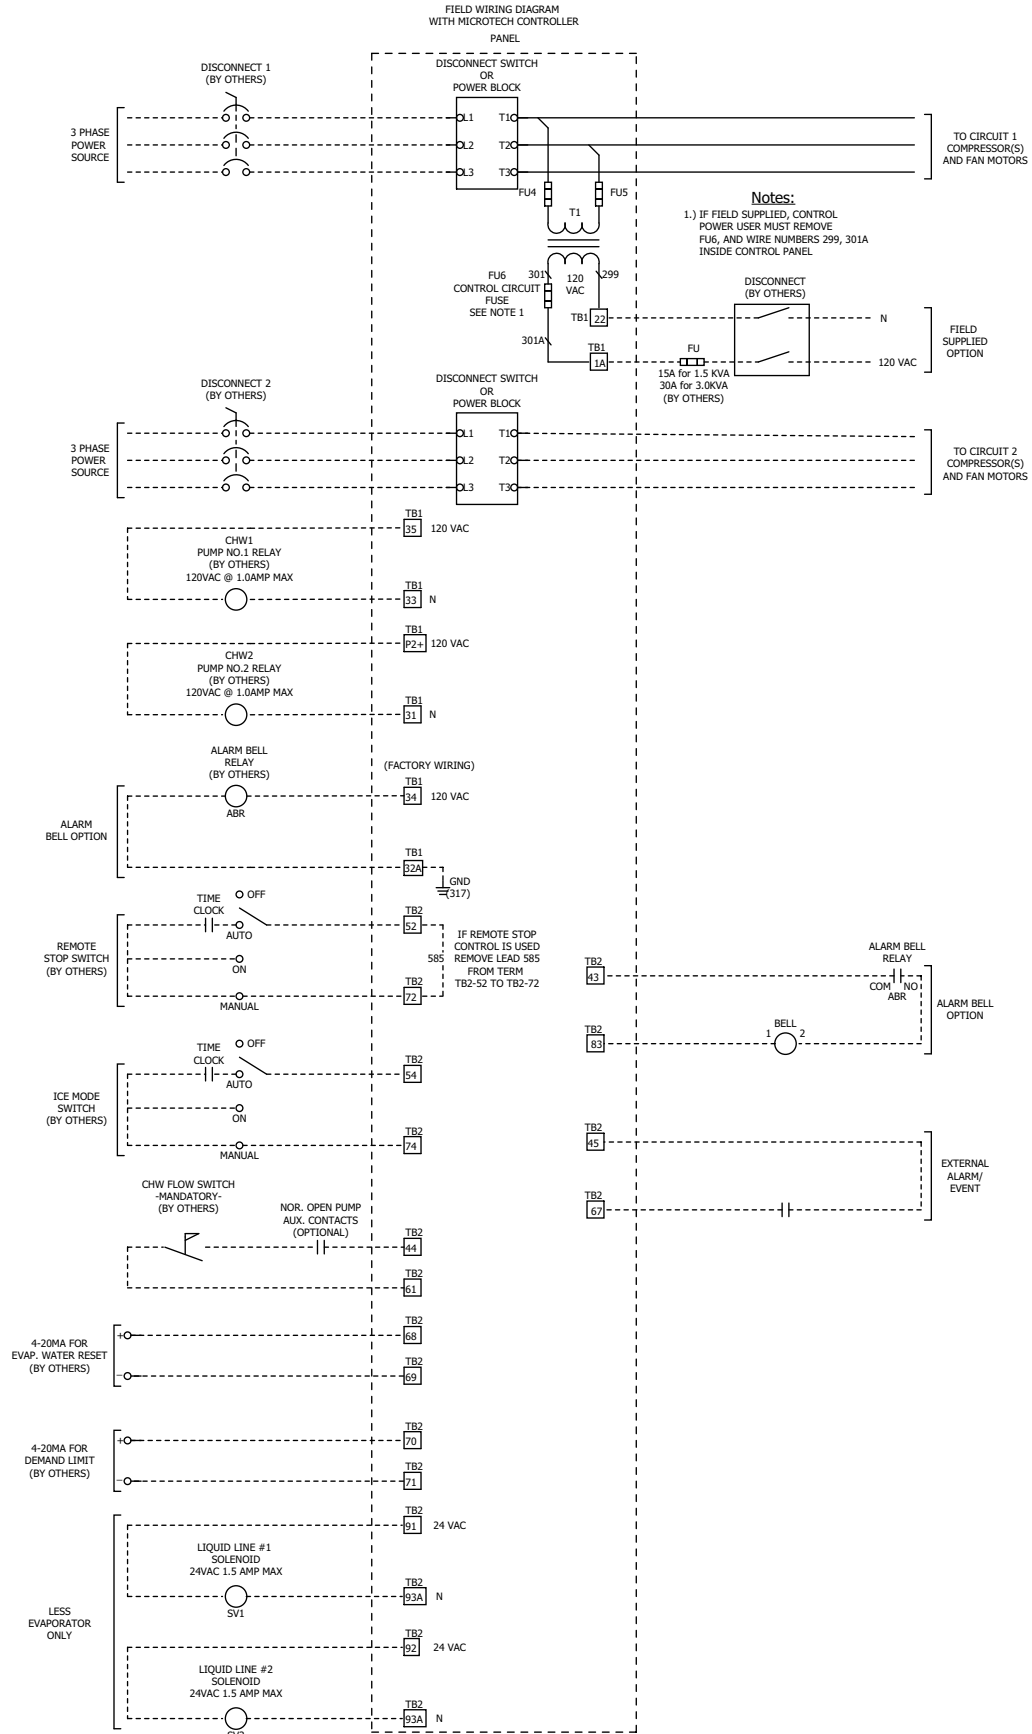 FIELD WIRING DIAGRAM
WITH MICROTECH CONTROLLER
PANEL
DISCONNECT 1
(BY OTHERS)
DISCONNECT SWITCH
OR
POWER BLOCK
3 PHASE
POWER
SOURCE
L1
T1
L2
T2
L3
T3
TO CIRCUIT 1
COMPRESSOR(S)
AND FAN MOTORS
FU4
FU5
T1
Notes:
1.) IF FIELD SUPPLIED, CONTROL
POWER USER MUST REMOVE
FU6, AND WIRE NUMBERS 299, 301A
INSIDE CONTROL PANEL
FU6
CONTROL CIRCUIT
FUSE
SEE NOTE 1
301
120
VAC
299
DISCONNECT
(BY OTHERS)
TB1
22
N
301A
TB1
1A
FU
15A for 1.5 KVA
30A for 3.0KVA
(BY OTHERS)
120 VAC
FIELD
SUPPLIED
OPTION
DISCONNECT 2
(BY OTHERS)
DISCONNECT SWITCH
OR
POWER BLOCK
3 PHASE
POWER
SOURCE
L1
T1
L2
T2
L3
T3
TO CIRCUIT 2
COMPRESSOR(S)
AND FAN MOTORS
TB1
35
120 VAC
CHW1
PUMP NO.1 RELAY
(BY OTHERS)
120VAC @ 1.0AMP MAX
TB1
33
N
TB1
P2+
120 VAC
CHW2
PUMP NO.2 RELAY
(BY OTHERS)
120VAC @ 1.0AMP MAX
TB1
31
N
ALARM BELL
RELAY
(BY OTHERS)
ABR
(FACTORY WIRING)
TB1
34
120 VAC
ALARM
BELL OPTION
TB1
32A
GND
(317)
TIME
CLOCK
OFF
AUTO
ON
MANUAL
REMOTE
STOP SWITCH
(BY OTHERS)
TB2
52
585
TB2
72
IF REMOTE STOP
CONTROL IS USED
REMOVE LEAD 585
FROM TERM
TB2-52 TO TB2-72
TB2
43
ALARM BELL
RELAY
COM
NO
ABR
ALARM BELL
OPTION
TB2
83
BELL
1
2
TIME
CLOCK
OFF
AUTO
ON
MANUAL
ICE MODE
SWITCH
(BY OTHERS)
TB2
54
TB2
74
TB2
45
EXTERNAL
ALARM/
EVENT
TB2
67
CHW FLOW SWITCH
-MANDATORY-
(BY OTHERS)
NOR. OPEN PUMP
AUX. CONTACTS
(OPTIONAL)
TB2
44
TB2
61
4-20MA FOR
EVAP. WATER RESET
(BY OTHERS)
+
−
TB2
68
TB2
69
4-20MA FOR
DEMAND LIMIT
(BY OTHERS)
+
−
TB2
70
TB2
71
TB2
91
24 VAC
LIQUID LINE #1
SOLENOID
24VAC 1.5 AMP MAX
SV1
TB2
93A
N
LESS
EVAPORATOR
ONLY
TB2
92
24 VAC
LIQUID LINE #2
SOLENOID
24VAC 1.5 AMP MAX
TB2
93A
N